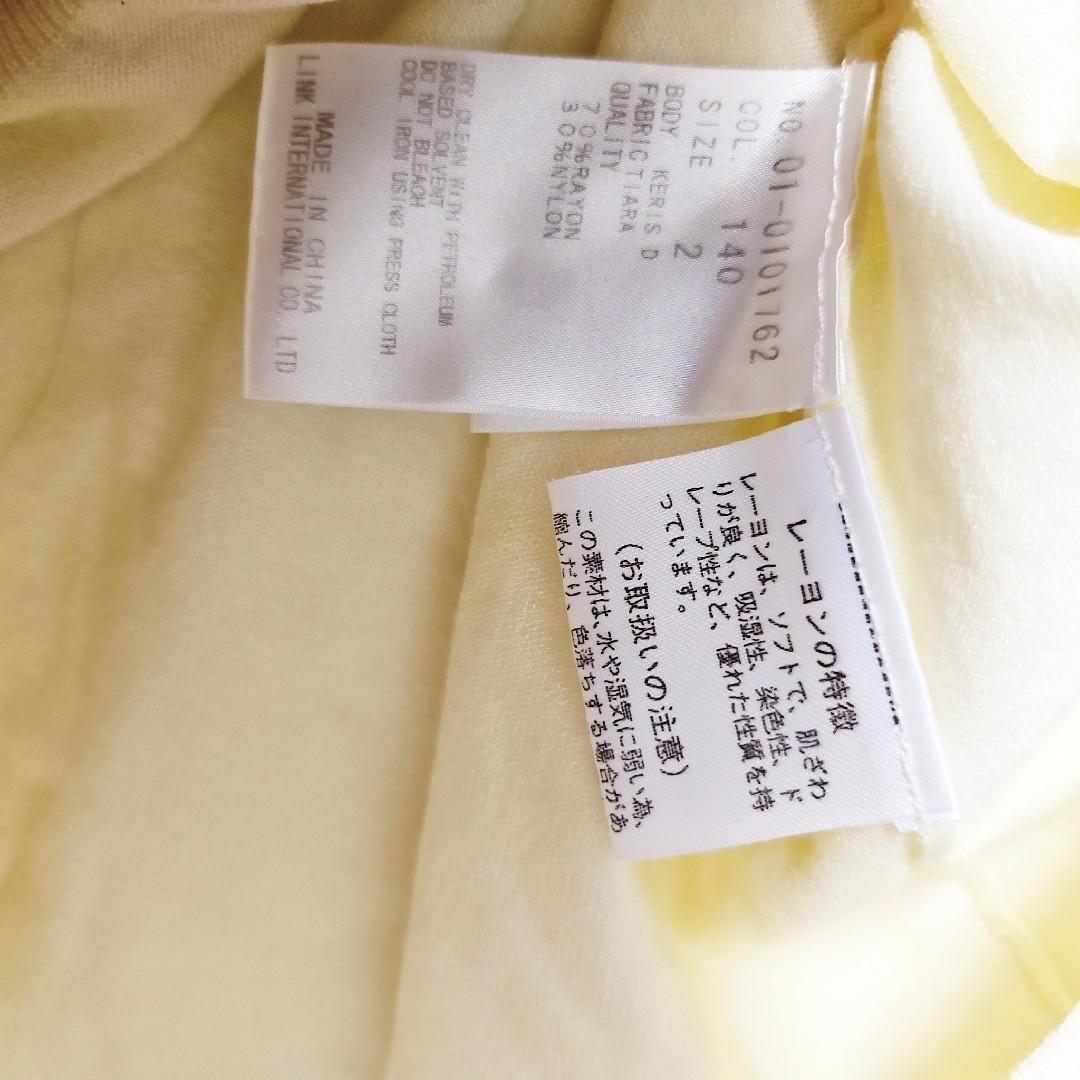 NO 01-0101762
COL. 140
SIZE 2
BODY KERIS D
FABRIC TIARA
QUALITY
70%RAYON
30%NYLON
DRY CLEAN WITH PETROLEUM
BASED SOLVENT
DO NOT BLEACH
COOL IRON USING PRESS CLOTH
MADE IN CHINA
LINK INTERNATIONAL CO.,LTD
レーヨンの特徴
レーヨンは、ソフトで、肌ざわ
りが良く、吸湿性、染色性、ド
レープ性など、優れた性質を持
っています。
(お取扱いの注意)
この素材は、水や湿気に弱い為、
縮んだり、色落ちする場合があ